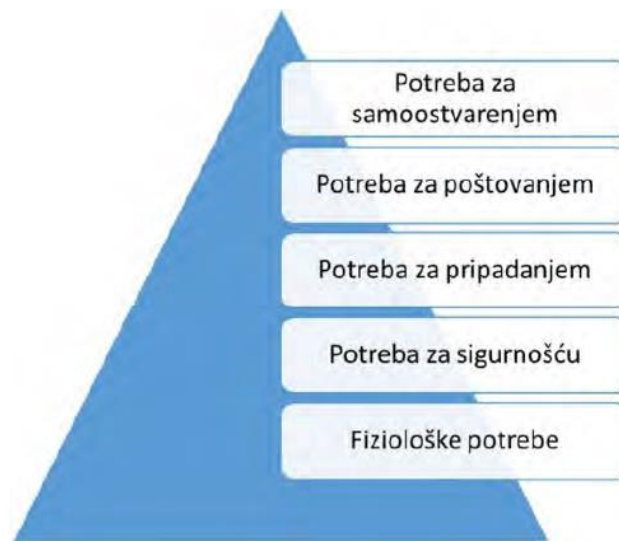 Potreba za
samoostvarenjem
Potreba za poštovanjem
Potreba za pripadanjem
Potreba za sigurnošću
Fiziološke potrebe